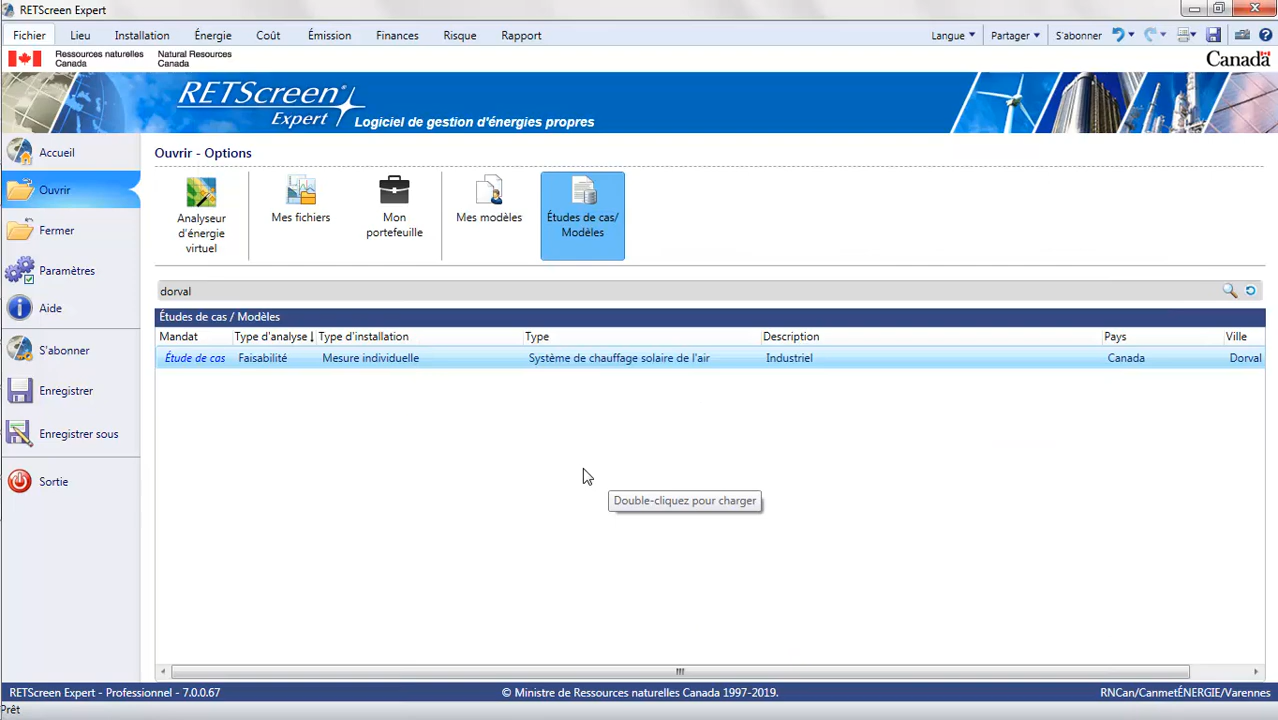 RETScreen Expert
Fichier Lieu Installation Énergie Coût Émission Finances Risque Rapport Langue Partager S'abonner
Ressources naturelles Natural Resources
Canada Canada
Canada
RETScreen®
Expert Logiciel de gestion d'énergies propres
Accueil
Ouvrir
Fermer
Paramètres
Aide
S'abonner
Enregistrer
Enregistrer sous
Sortie
Ouvrir - Options
Analyseur
d'énergie
virtuel
Mes fichiers
Mon
portefeuille
Mes modèles
Études de cas/
Modèles
dorval
Études de cas / Modèles
Mandat Type d'analyse Type d'installation Type Description Pays Ville
Étude de cas Faisabilité Mesure individuelle Système de chauffage solaire de l'air Industriel Canada Dorval
Double-cliquez pour charger
RETScreen Expert - Professionnel - 7.0.0.67 © Ministre de Ressources naturelles Canada 1997-2019. RNCan/CanmetÉNERGIE/Varennes
Prêt